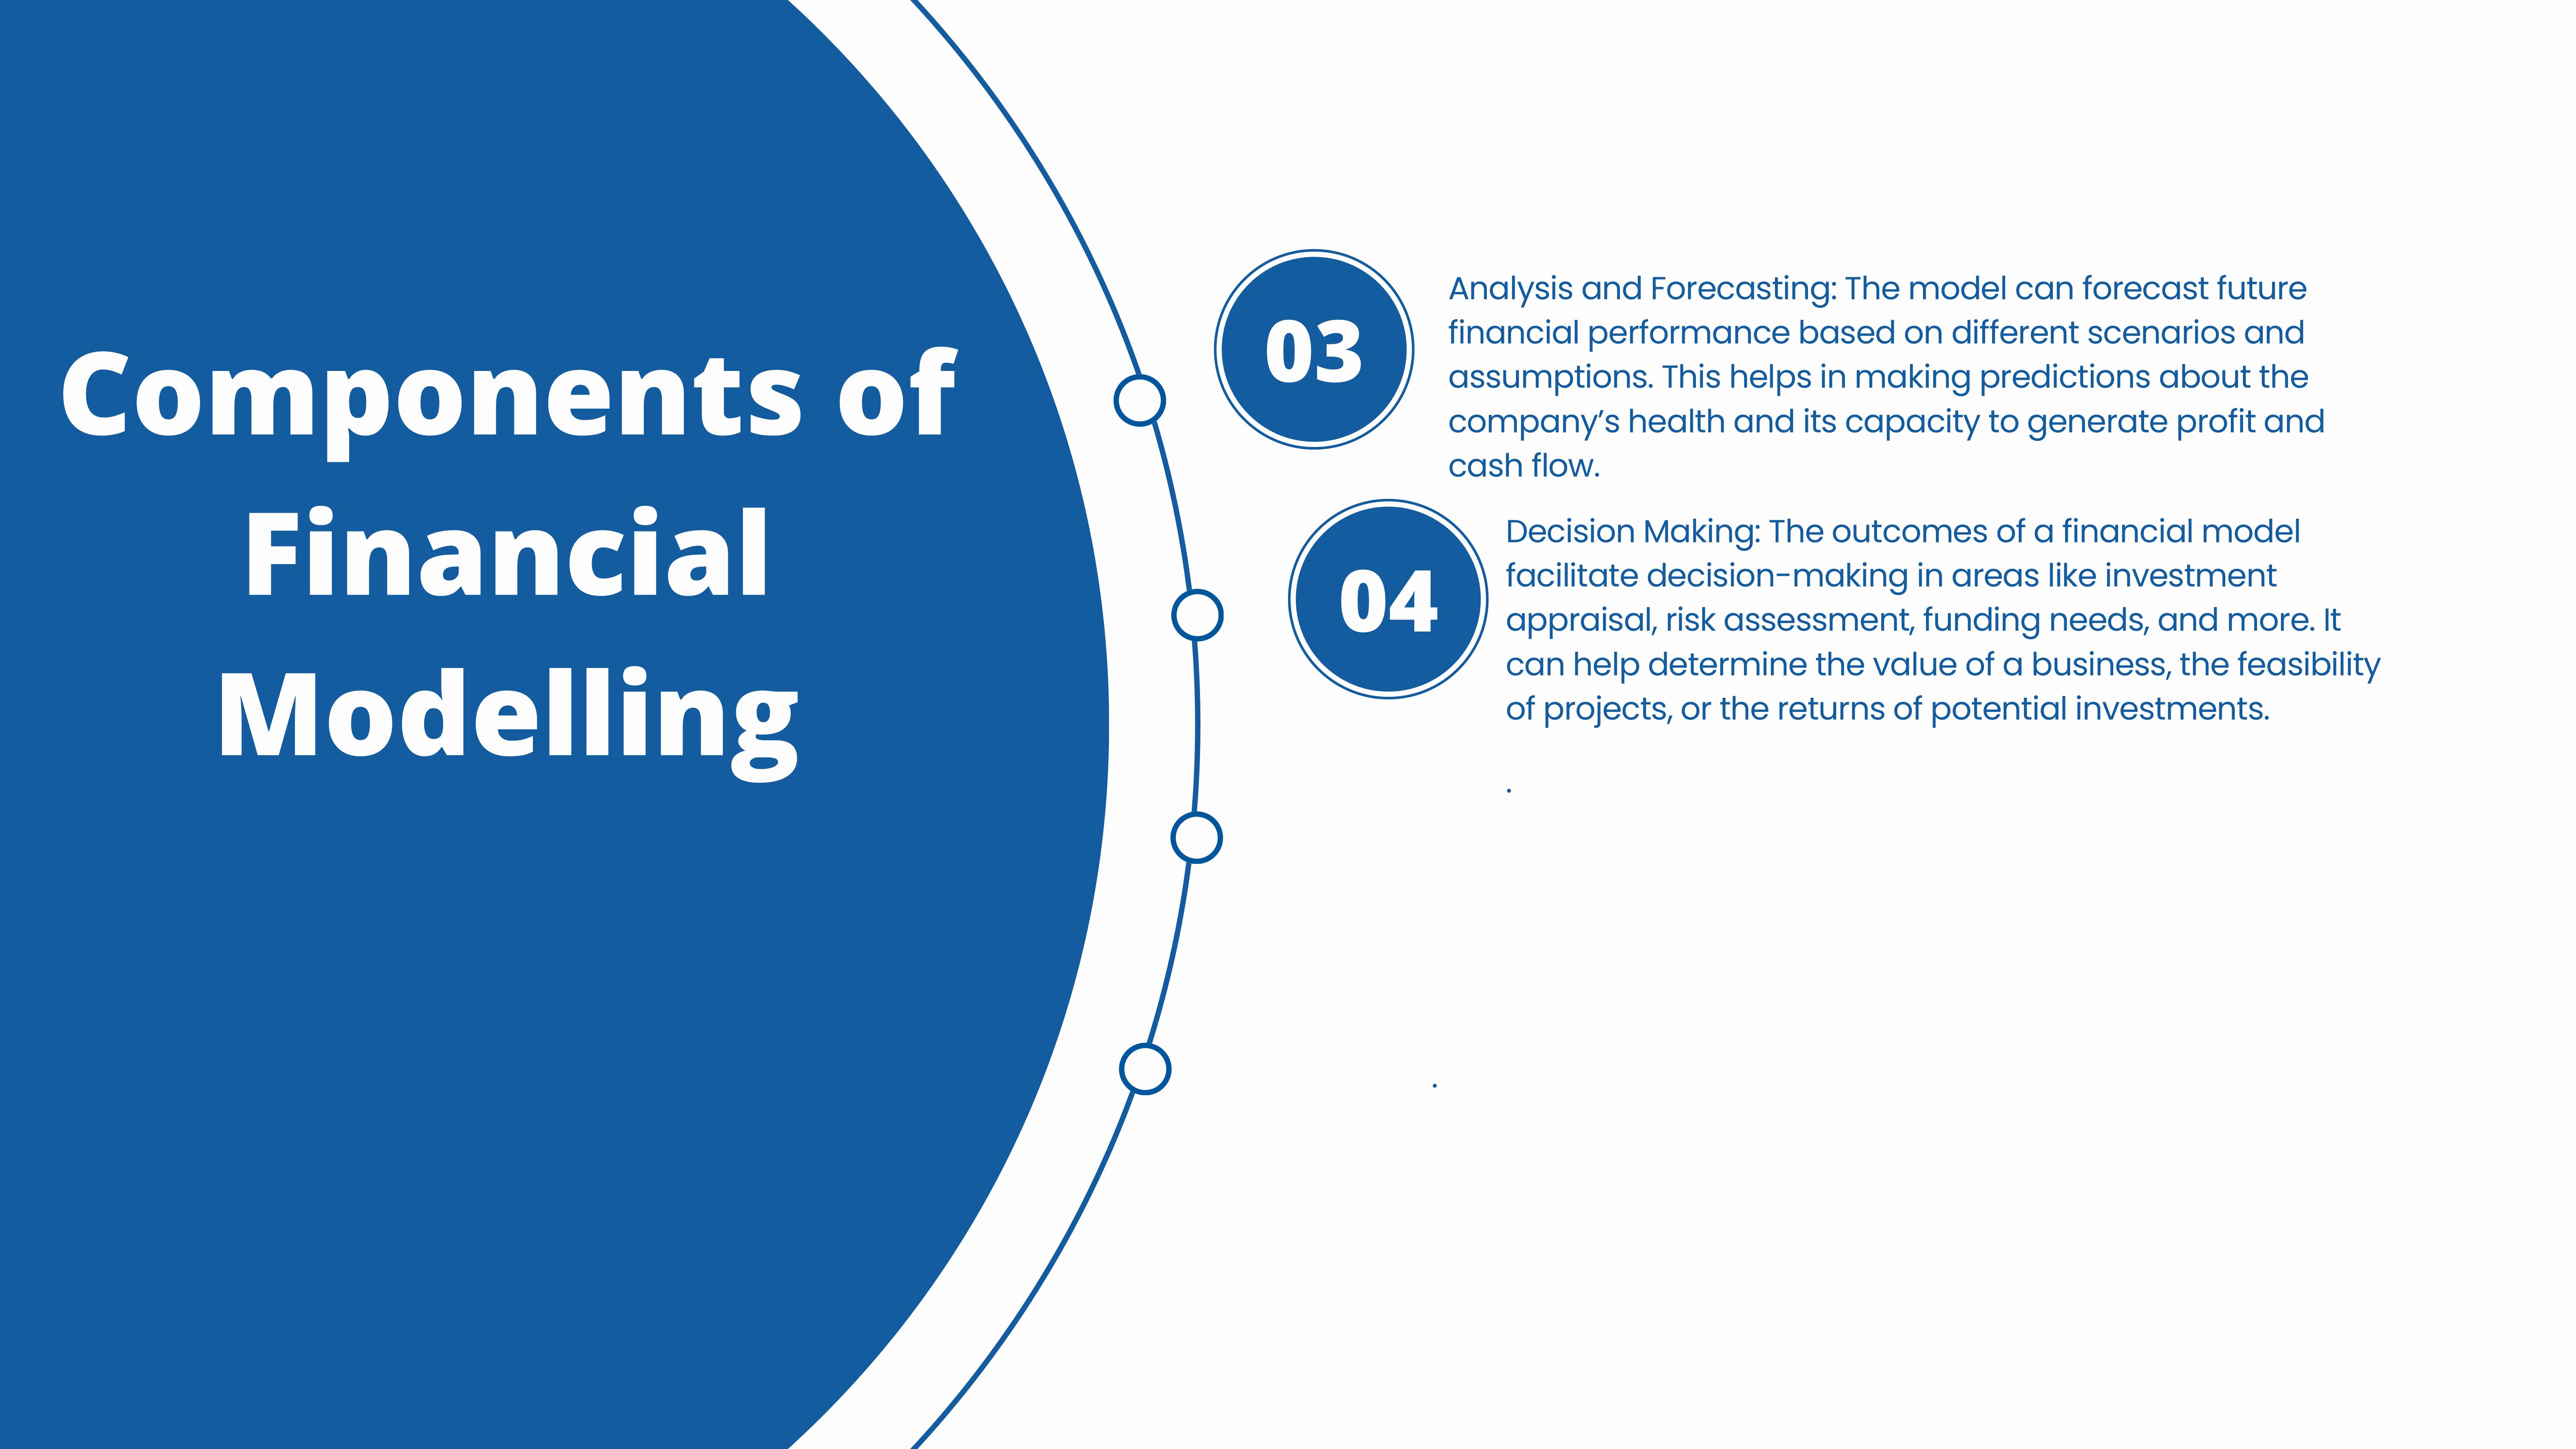 Components of
Financial
Modelling
03
Analysis and Forecasting: The model can forecast future
financial performance based on different scenarios and
assumptions. This helps in making predictions about the
company’s health and its capacity to generate profit and
cash flow.
04
Decision Making: The outcomes of a financial model
facilitate decision-making in areas like investment
appraisal, risk assessment, funding needs, and more. It
can help determine the value of a business, the feasibility
of projects, or the returns of potential investments.
.
.